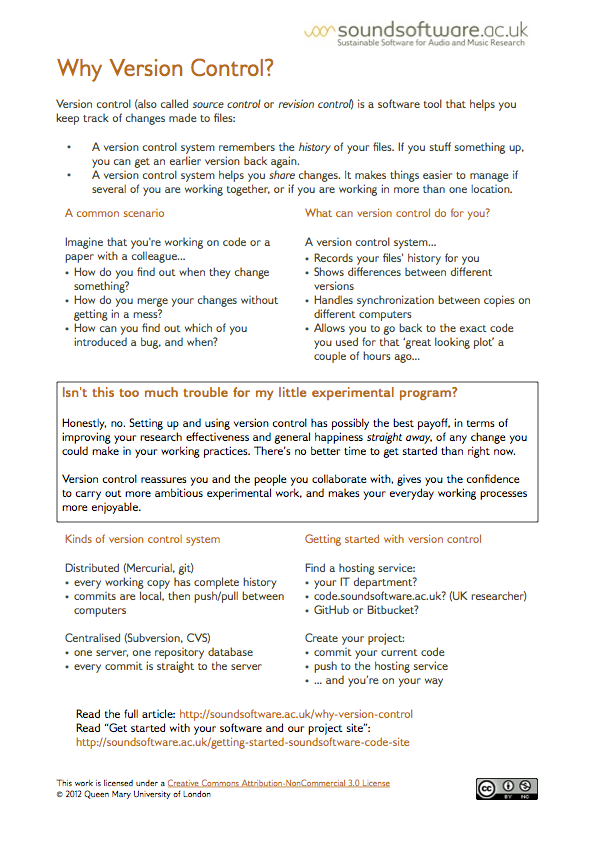 soundsoftware.ac.uk
Sustainable Software for Audio and Music Research
Why Version Control?
Version control (also called source control or revision control) is a software tool that helps you
keep track of changes made to files:
• A version control system remembers the history of your files. If you stuff something up,
you can get an earlier version back again.
• A version control system helps you share changes. It makes things easier to manage if
several of you are working together, or if you are working in more than one location.
A common scenario
Imagine that you're working on code or a
paper with a colleague...
• How do you find out when they change
something?
• How do you merge your changes without
getting in a mess?
• How can you find out which of you
introduced a bug, and when?
What can version control do for you?
A version control system...
• Records your files' history for you
• Shows differences between different
versions
• Handles synchronization between copies on
different computers
• Allows you to go back to the exact code
you used for that 'great looking plot' a
couple of hours ago...
Isn't this too much trouble for my little experimental program?
Honestly, no. Setting up and using version control has possibly the best payoff, in terms of
improving your research effectiveness and general happiness straight away, of any change you
could make in your working practices. There's no better time to get started than right now.
Version control reassures you and the people you collaborate with, gives you the confidence
to carry out more ambitious experimental work, and makes your everyday working processes
more enjoyable.
Kinds of version control system
Distributed (Mercurial, git)
• every working copy has complete history
• commits are local, then push/pull between
computers
Centralised (Subversion, CVS)
• one server, one repository database
• every commit is straight to the server
Getting started with version control
Find a hosting service:
• your IT department?
• code.soundsoftware.ac.uk? (UK researcher)
• GitHub or Bitbucket?
Create your project:
• commit your current code
• push to the hosting service
• ... and you're on your way
Read the full article: http://soundsoftware.ac.uk/why-version-control
Read “Get started with your software and our project site”:
http://soundsoftware.ac.uk/getting-started-soundsoftware-code-site
This work is licensed under a Creative Commons Attribution-NonCommercial 3.0 License
© 2012 Queen Mary University of London
cc
BY NC